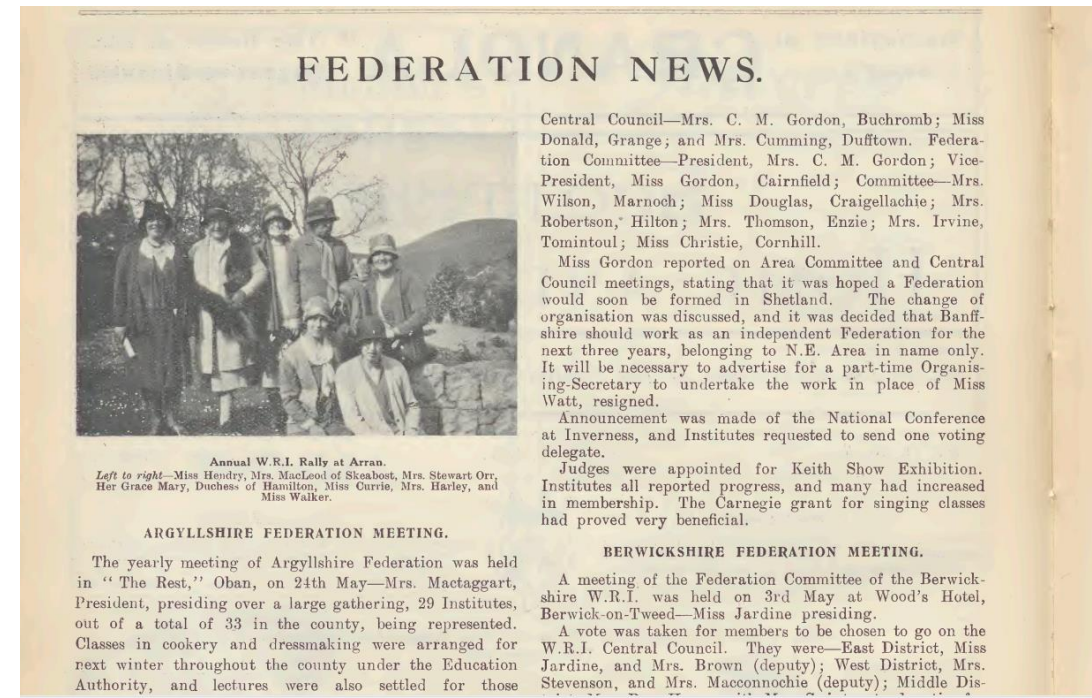 FEDERATION NEWS.
Annual W.R.I. Rally at Arran.
Left to right—Miss Hendry, Mrs. MacLeod of Skeabost, Mrs. Stewart Orr,
Her Grace Mary, Duchess of Hamilton, Miss Currie, Mrs. Harley, and
Miss Walker.
ARGYLLSHIRE FEDERATION MEETING.
The yearly meeting of Argyllshire Federation was held
in “ The Rest,” Oban, on 24th May—Mrs. Mactaggart,
President, presiding over a large gathering, 29 Institutes,
out of a total of 33 in the county, being represented.
Classes in cookery and dressmaking were arranged for
next winter throughout the county under the Education
Authority, and lectures were also settled for those
Central Council—Mrs. C. M. Gordon, Buchromb; Miss
Donald, Grange; and Mrs. Cumming, Dufftown. Federa-
tion Committee—President, Mrs. C. M. Gordon; Vice-
President, Miss Gordon, Cairnfield; Committee—Mrs.
Wilson, Marnoch; Miss Douglas, Craigellachie; Mrs.
Robertson, Hilton; Mrs. Thomson, Enzie; Mrs. Irvine,
Tomintoul; Miss Christie, Cornhill.
Miss Gordon reported on Area Committee and Central
Council meetings, stating that it was hoped a Federation
would soon be formed in Shetland. The change of
organisation was discussed, and it was decided that Banff-
shire should work as an independent Federation for the
next three years, belonging to N.E. Area in name only.
It will be necessary to advertise for a part-time Organis-
ing-Secretary to undertake the work in place of Miss
Watt, resigned.
Announcement was made of the National Conference
at Inverness, and Institutes requested to send one voting
delegate.
Judges were appointed for Keith Show Exhibition.
Institutes all reported progress, and many had increased
in membership. The Carnegie grant for singing classes
had proved very beneficial.
BERWICKSHIRE FEDERATION MEETING.
A meeting of the Federation Committee of the Berwick-
shire W.R.I. was held on 3rd May at Wood’s Hotel,
Berwick-on-Tweed—Miss Jardine presiding.
A vote was taken for members to be chosen to go on the
W.R.I. Central Council. They were—East District, Miss
Jardine, and Mrs. Brown (deputy); West District, Mrs.
Stevenson, and Mrs. Macconnochie (deputy); Middle Dis-